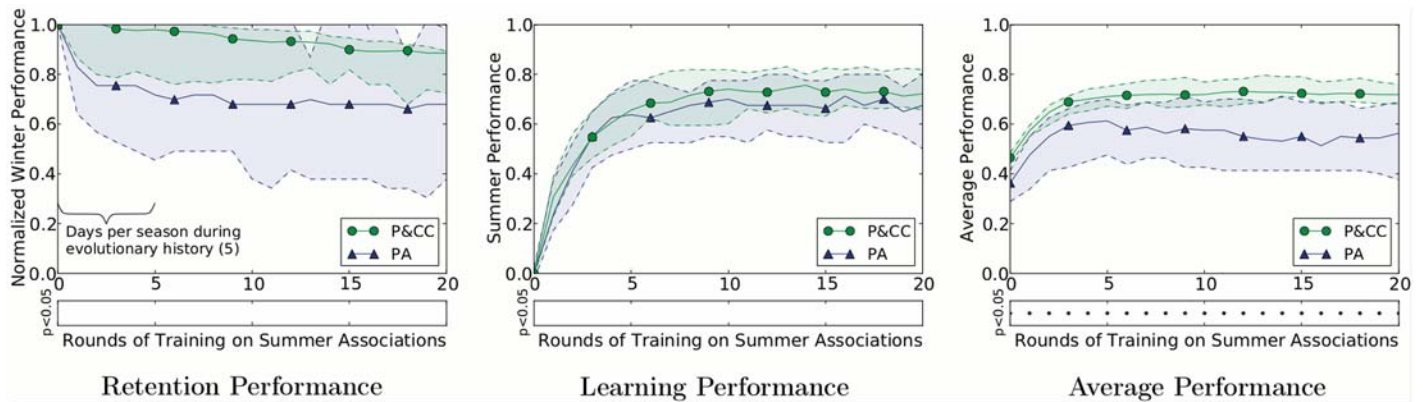 Normalized Winter Performance
1.0
0.8
0.6
0.4
0.2
0.0
Days per season during
evolutionary history (5)
P&CC
PA
0 5 10 15 20
p<0.05
Rounds of Training on Summer Associations
Retention Performance
Summer Performance
1.0
0.8
0.6
0.4
0.2
0.0
P&CC
PA
0 5 10 15 20
p<0.05
Rounds of Training on Summer Associations
Learning Performance
Average Performance
1.0
0.8
0.6
0.4
0.2
0.0
P&CC
PA
0 5 10 15 20
p<0.05
Rounds of Training on Summer Associations
Average Performance